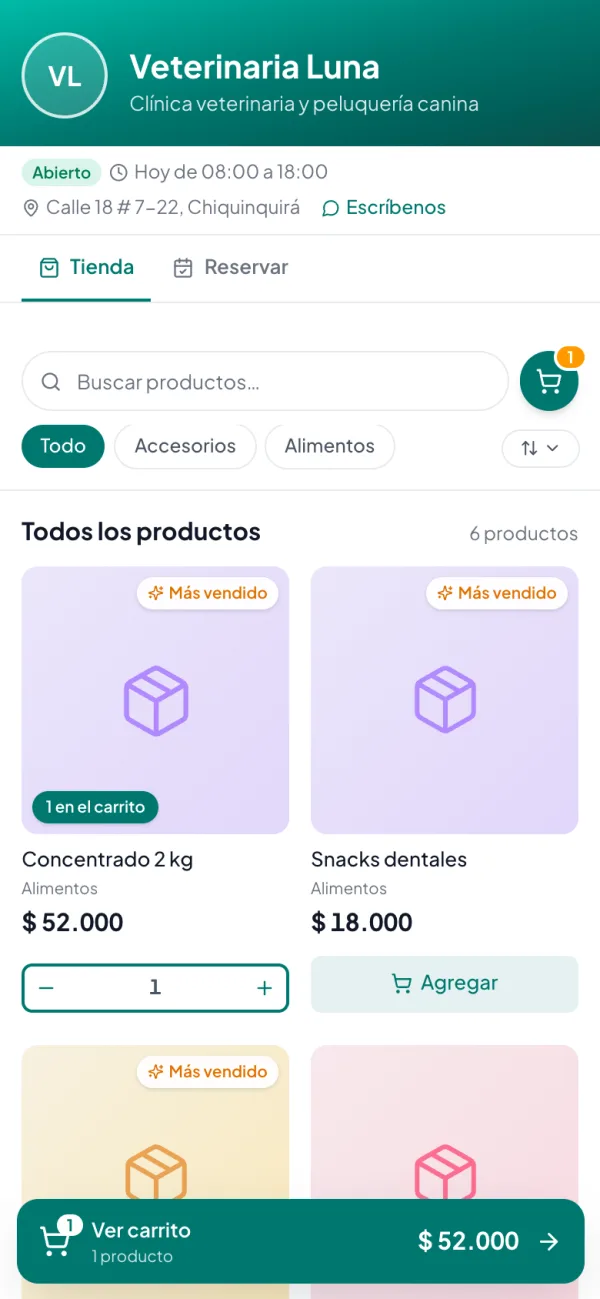 VL
Veterinaria Luna
Clínica veterinaria y peluquería canina
Abierto Hoy de 08:00 a 18:00
Calle 18 # 7-22, Chiquinquirá Escríbenos
Tienda Reservar
Buscar productos...
1
Todo Accesorios Alimentos
Todos los productos 6 productos
Más vendido Más vendido
1 en el carrito
Concentrado 2 kg Snacks dentales
Alimentos Alimentos
$ 52.000 $ 18.000
− 1 + Agregar
Más vendido
1 Ver carrito $ 52.000 →
1 producto